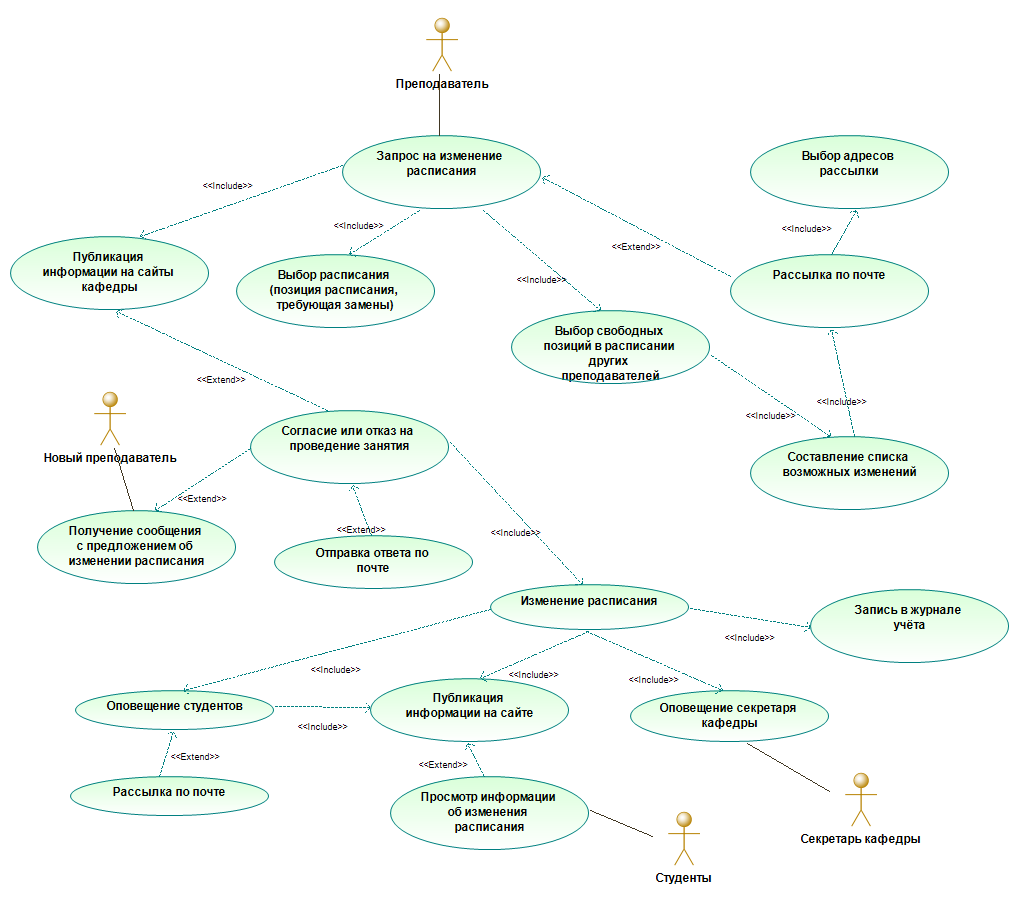 Преподаватель
Запрос на изменение
расписания
Выбор адресов
рассылки
<<Include>>
<<Include>>
<<Include>>
<<Extend>>
<<Include>>
Публикация
информации на сайты
кафедры
Выбор расписания
(позиция расписания,
требующая замены)
Рассылка по почте
Выбор свободных
позиций в расписании
других
преподавателей
<<Extend>>
<<Include>>
<<Include>>
Новый преподаватель
Согласие или отказ на
проведение занятия
Составление списка
возможных изменений
<<Extend>>
<<Extend>>
<<Include>>
Получение сообщения
с предложением об
изменении расписания
Отправка ответа по
почте
Изменение расписания
Запись в журнале
учёта
<<Include>>
<<Include>>
<<Include>>
<<Include>>
Оповещение студентов
<<Include>>
Публикация
информации на сайте
Оповещение секретаря
кафедры
<<Extend>>
<<Extend>>
Рассылка по почте
Просмотр информации
об изменения
расписания
Секретарь кафедры
Студенты